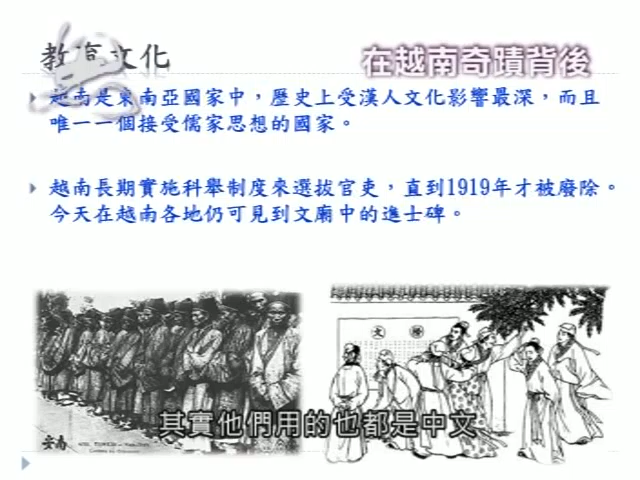 教育文化
在越南奇蹟背後
越南是東南亞國家中，歷史上受漢人文化影響最深，而且
唯一一個接受儒家思想的國家。
越南長期實施科舉制度來選拔官吏，直到1919年才被廢除。
今天在越南各地仍可見到文廟中的進士碑。
文
其實他們用的也都是中文
安南